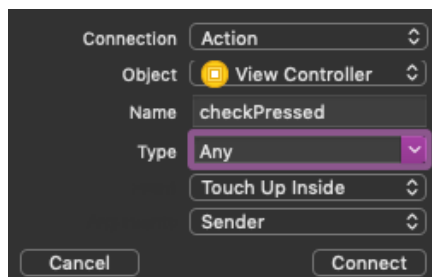 Connection Action
Object View Controller
Name checkPressed
Type Any
Touch Up Inside
Sender
Cancel Connect